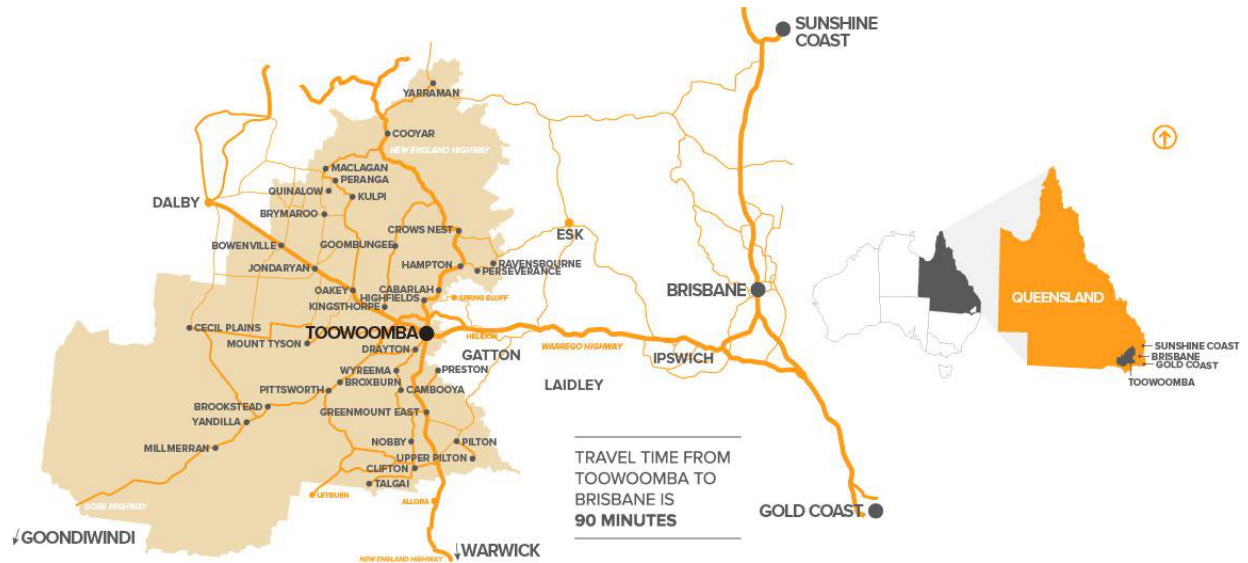 SUNSHINE
COAST
YARRAMAN
COOYAR
NEW ENGLAND HIGHWAY
MACLAGAN
PERANGA
QUINALOW
KULPI
DALBY
BRYMAROO
CROWS NEST
ESK
BOWENVILLE
GOOMBUNGEE
RAVENSBOURNE
HAMPTON
PERSEVERANCE
JONDARYAN
OAKEY
CABARLAH
HIGHFIELDS
SPRING BLUFF
KINGSTHORPE
BRISBANE
CECIL PLAINS
TOOWOOMBA
HELIDON
WARREGO HIGHWAY
MOUNT TYSON
DRAYTON
GATTON
IPSWICH
WYREEMA
PRESTON
LAIDLEY
BROXBURN
PITTSWORTH
CAMBOOYA
BROOKSTEAD
GREENMOUNT EAST
YANDILLA
MILLMERRAN
NOBBY
PILTON
UPPER PILTON
CLIFTON
TALGAI
LEYBURN
ALLORA
GORE HIGHWAY
GOONDIWINDI
NEW ENGLAND HIGHWAY
WARWICK
TRAVEL TIME FROM
TOOWOOMBA TO
BRISBANE IS
90 MINUTES
GOLD COAST
QUEENSLAND
SUNSHINE COAST
BRISBANE
GOLD COAST
TOOWOOMBA